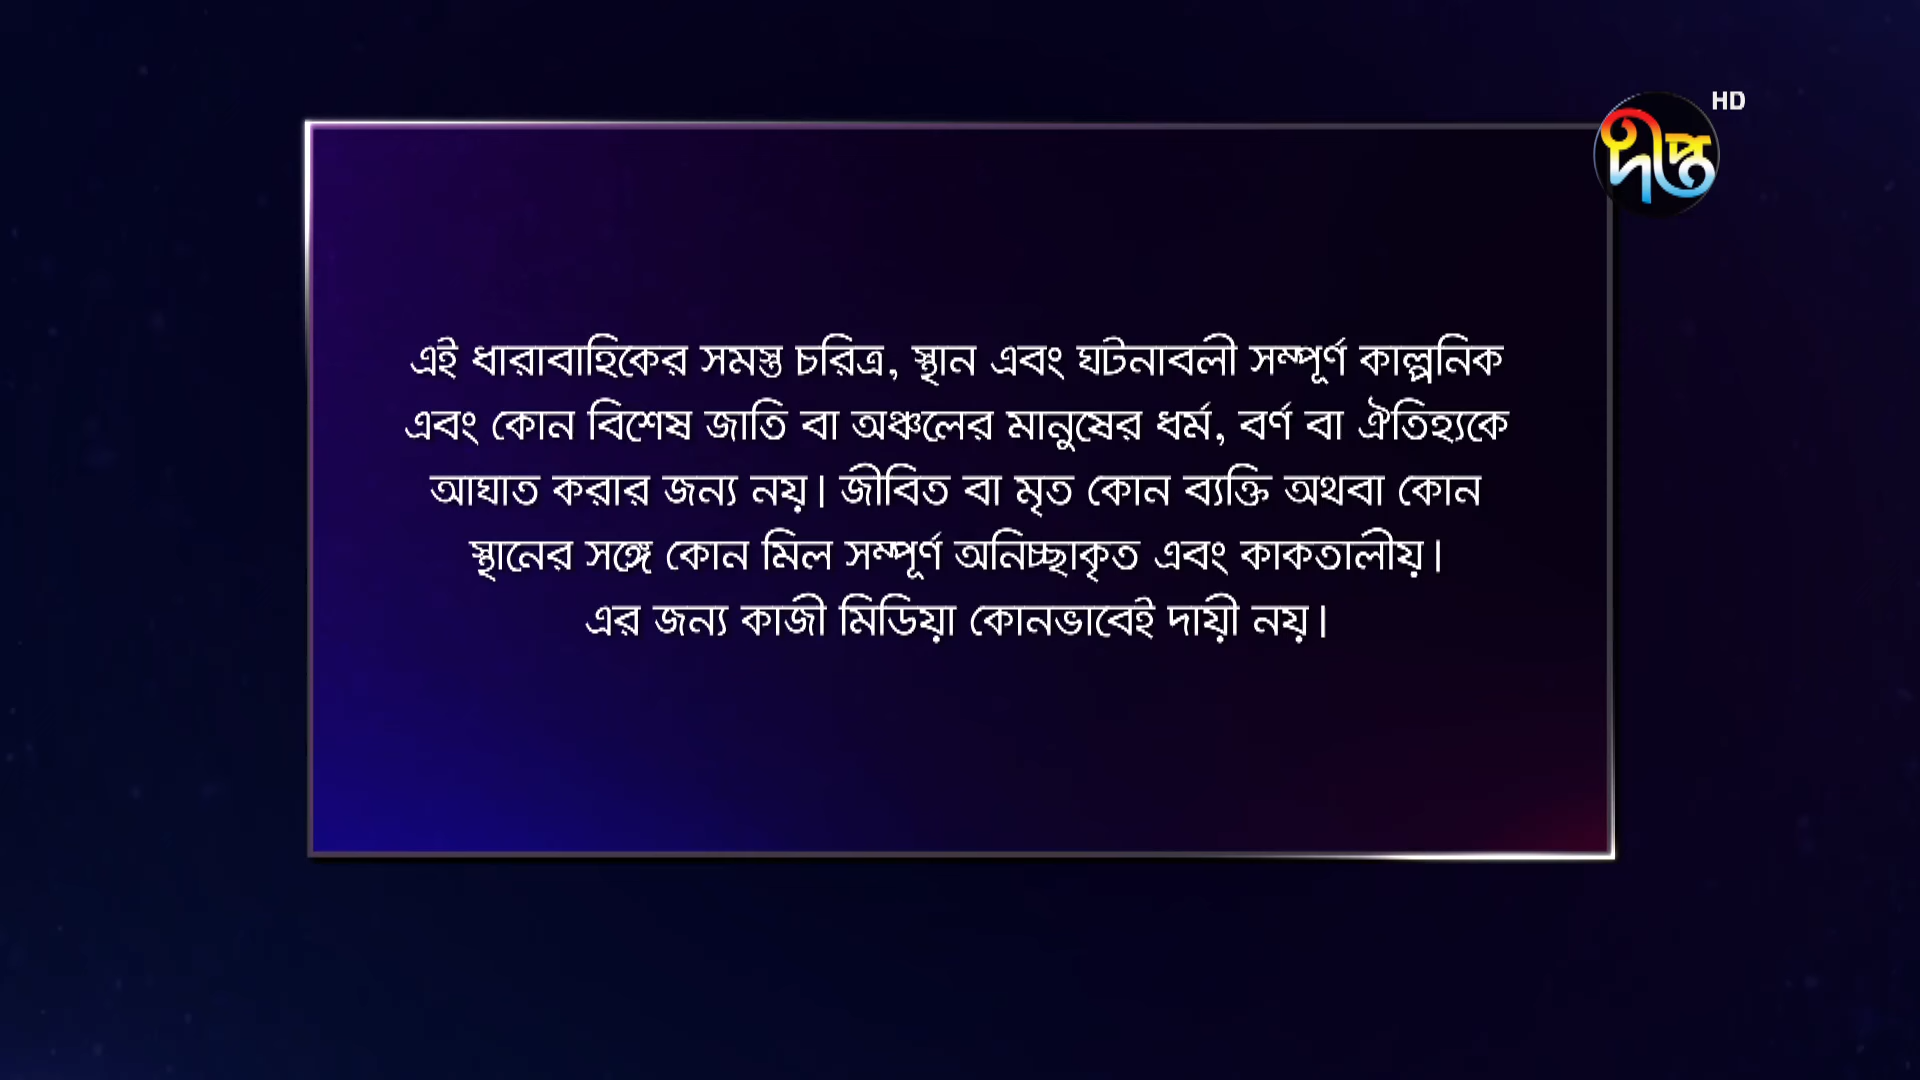 HD
দীপ্ত
এই ধারাবাহিকের সমস্ত চরিত্র, স্থান এবং ঘটনাবলী সম্পূর্ণ কাল্পনিক
এবং কোন বিশেষ জাতি বা অঞ্চলের মানুষের ধর্ম, বর্ণ বা ঐতিহ্যকে
আঘাত করার জন্য নয়। জীবিত বা মৃত কোন ব্যক্তি অথবা কোন
স্থানের সঙ্গে কোন মিল সম্পূর্ণ অনিচ্ছাকৃত এবং কাকতালীয়।
এর জন্য কাজী মিডিয়া কোনভাবেই দায়ী নয়।